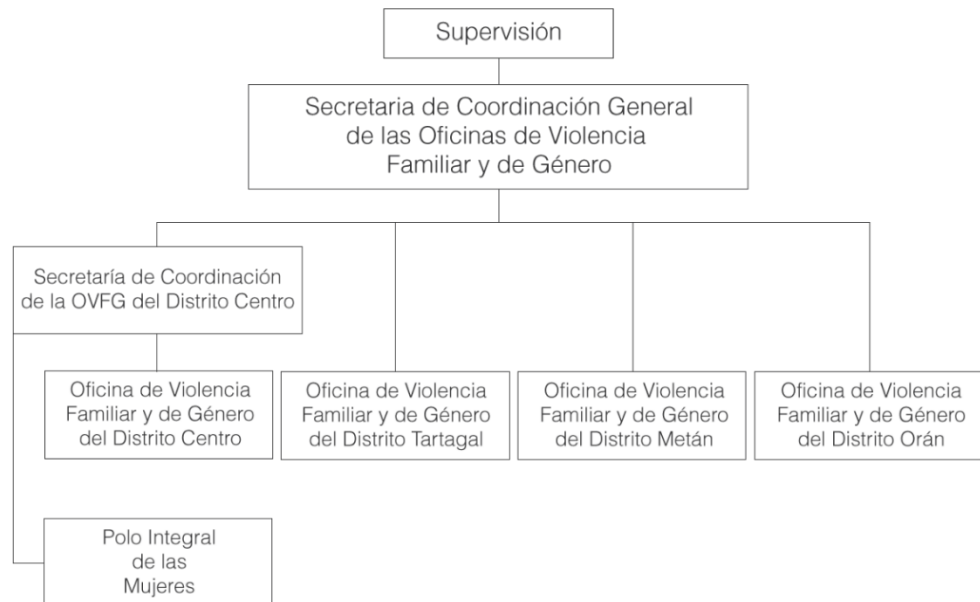 Supervisión
Secretaria de Coordinación General
de las Oficinas de Violencia
Familiar y de Género
Secretaría de Coordinación
de la OVFG del Distrito Centro
Oficina de Violencia
Familiar y de Género
del Distrito Centro
Oficina de Violencia
Familiar y de Género
del Distrito Tartagal
Oficina de Violencia
Familiar y de Género
del Distrito Metán
Oficina de Violencia
Familiar y de Género
del Distrito Orán
Polo Integral
de las
Mujeres